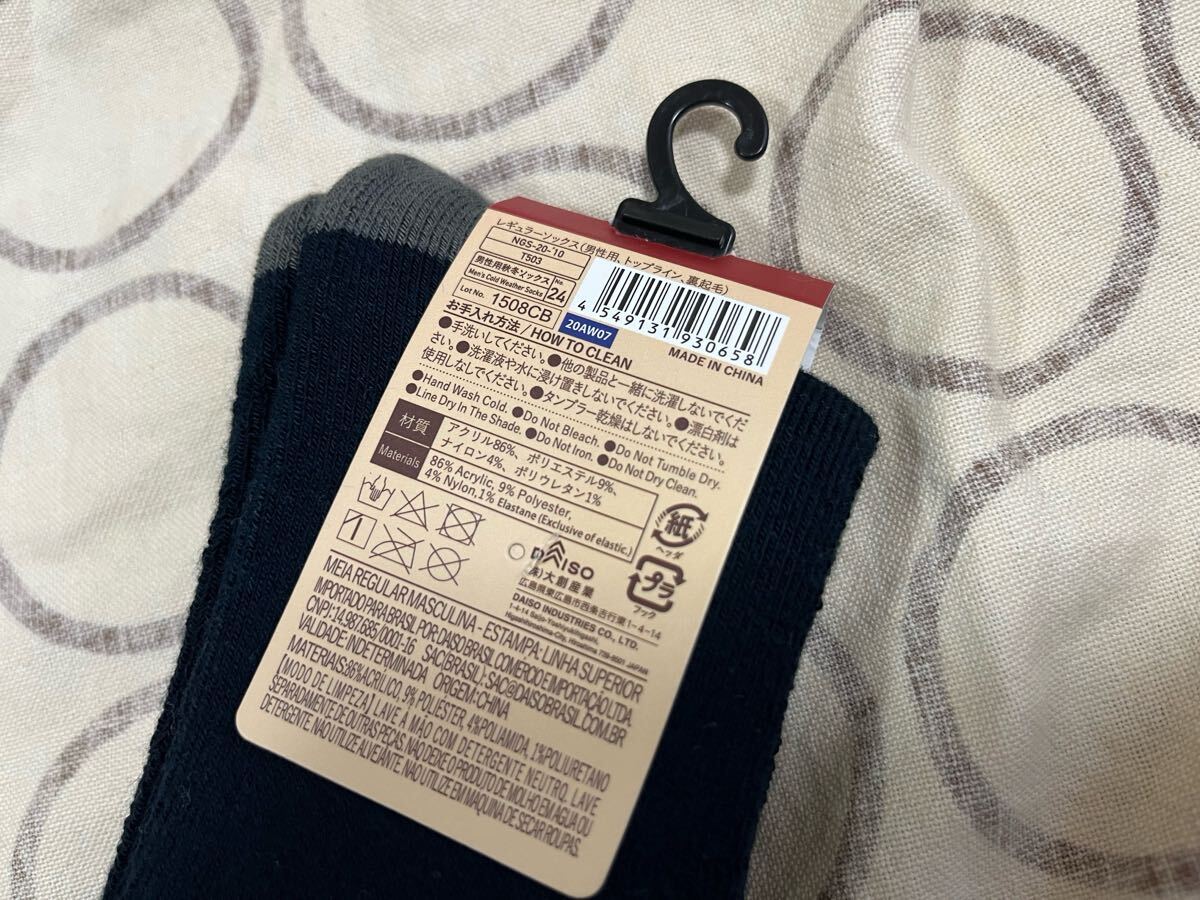 レギュラーソックス(男性用、トップライン、裏起毛)
NGS-20-'10
T503
男性用秋冬ソックス
Men's Cold Weather Socks
No.
24
Lot No. 1508CB
20AW07
4 549131 930658
MADE IN CHINA
お手入れ方法 / HOW TO CLEAN
●手洗いしてください。●他の製品と一緒に洗濯しないでくだ
さい。●洗濯液や水に浸け置きしないでください。●漂白剤は
使用しなしでください。●タンブラー乾燥はしないでください。
●Hand Wash Cold. ●Do Not Bleach. ●Do Not Tumble Dry.
●Line Dry In The Shade. ●Do Not Iron. ●Do Not Dry Clean.
材質
Materials
アクリル86%、ポリエステル9%、
ナイロン4%、ポリウレタン1%
86% Acrylic, 9% Polyester,
4% Nylon,1% Elastane (Exclusive of elastic.)
紙
ヘッダ
プラ
フック
DAISO
(株)大創産業
広島県東広島市西条吉行東1-4-14
DAISO INDUSTRIES CO., LTD.
1-4-14 Saijo-Yoshiyukihigashi,
Higashihiroshima City, Hiroshima 739-8501 JAPAN
MEIA REGULAR MASCULINA - ESTAMPA: LINHA SUPERIOR
IMPORTADO PARA BRASIL POR: DAISO BRASIL COMERCIO E IMPORTAÇÃO LTDA
CNPJ: 14.987.685/0001-16 SAC(BRASIL): SAC@DAISOBRASIL.COM.BR
VALIDADE: INDETERMINADA ORIGEM: CHINA
MATERIAIS:86%ACRÍLICO, 9% POLIÉSTER, 4%POLIAMIDA, 1%POLIURETANO
[MODO DE LIMPEZA] LAVE À MÃO COM DETERGENTE NEUTRO. LAVE
SEPARADAMENTE DE OUTRAS PEÇAS. NÃO DEIXE O PRODUTO DE MOLHO EM ÁGUA OU
DETERGENTE. NÃO UTILIZE ALVEJANTE. NÃO UTILIZE EM MÁQUINA DE SECAR ROUPAS.